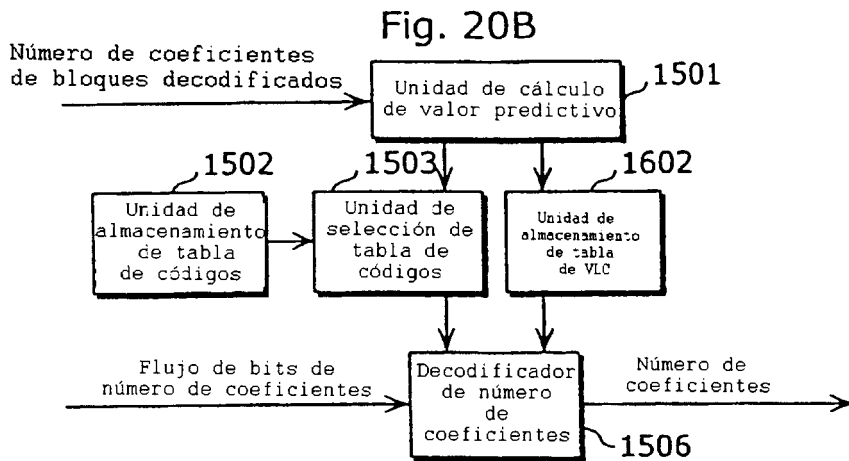 Fig. 20B
Número de coeficientes
de bloques decodificados
Unidad de cálculo
de valor predictivo
1501
1502
Unidad de
almacenamiento
de tabla
de códigos
1503
Unidad de
selección de
tabla de
códigos
1602
Unidad de
almacenamiento
de tabla
de VLC
Flujo de bits de
número de coeficientes
Decodificador
de número
de
coeficientes
1506
Número de
coeficientes